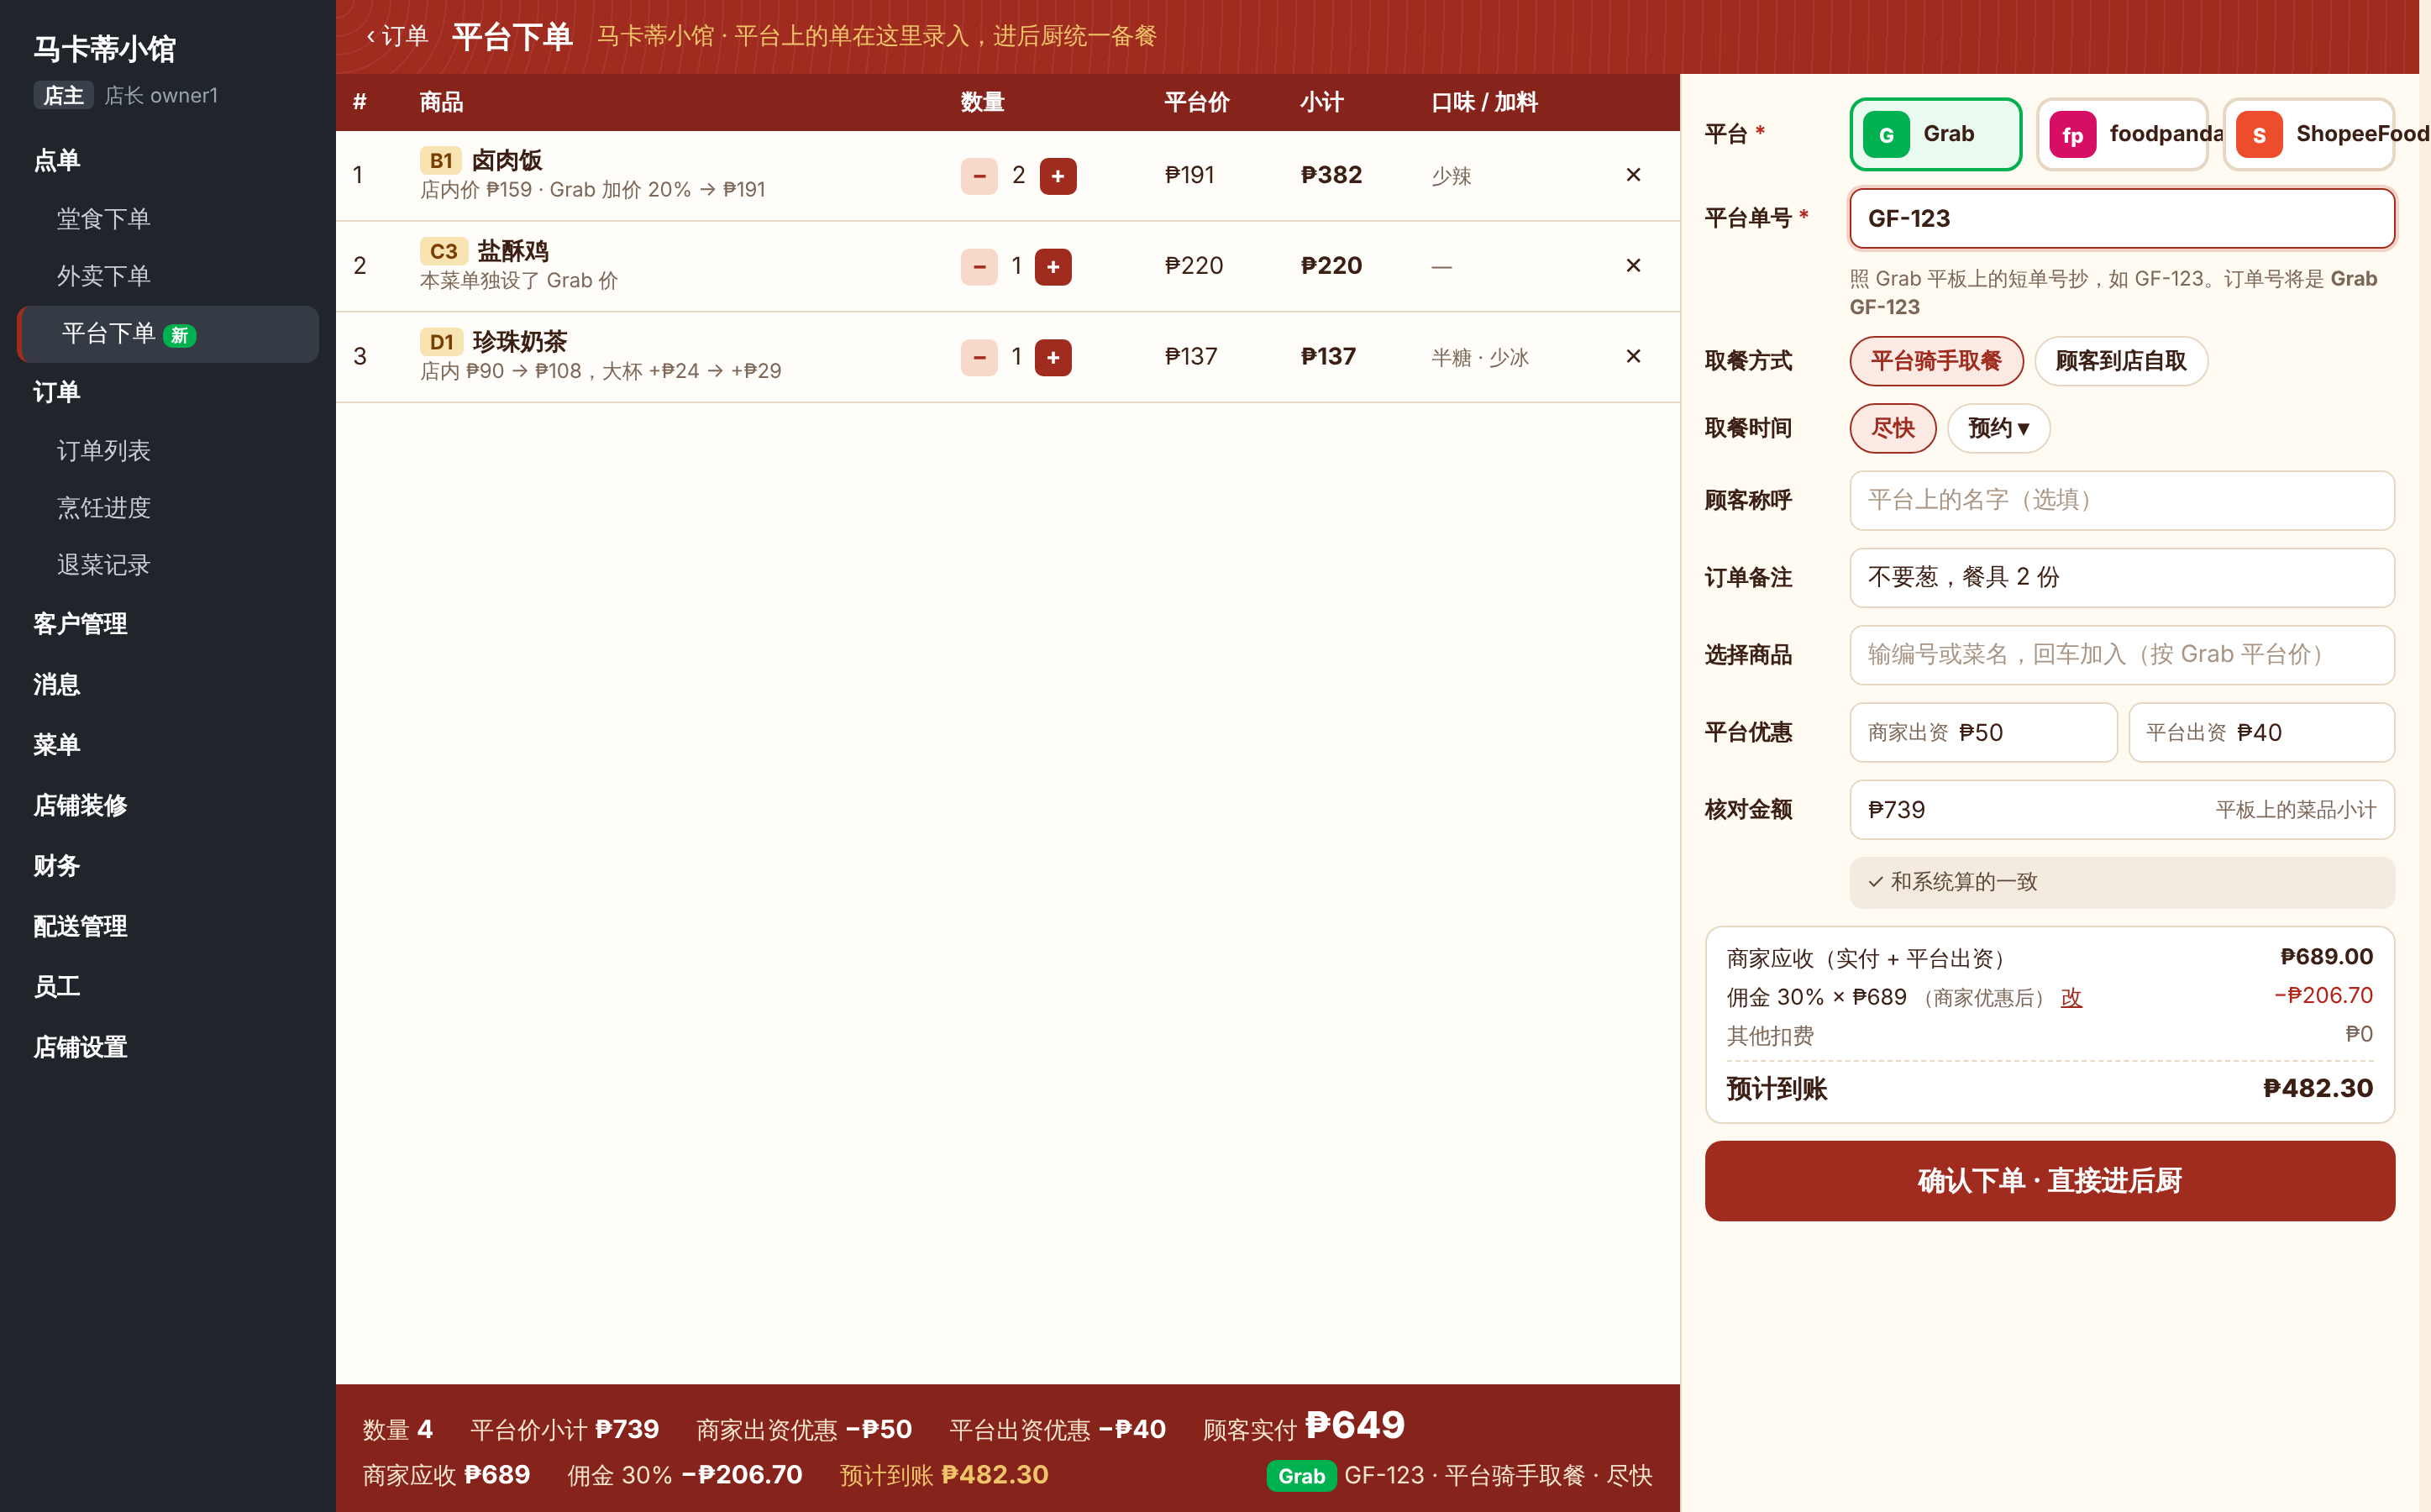 马卡蒂小馆
店主 店长 owner1
点单
堂食下单
外卖下单
平台下单 新
订单
订单列表
烹饪进度
退菜记录
客户管理
消息
菜单
店铺装修
财务
配送管理
员工
店铺设置
‹ 订单 平台下单 马卡蒂小馆 · 平台上的单在这里录入，进后厨统一备餐
# 商品 数量 平台价 小计 口味 / 加料
1 B1 卤肉饭 − 2 + ₱191 ₱382 少辣 ✕
店内价 ₱159 · Grab 加价 20% → ₱191
2 C3 盐酥鸡 − 1 + ₱220 ₱220 — ✕
本菜单独设了 Grab 价
3 D1 珍珠奶茶 − 1 + ₱137 ₱137 半糖 · 少冰 ✕
店内 ₱90 → ₱108，大杯 +₱24 → +₱29
数量 4 平台价小计 ₱739 商家出资优惠 −₱50 平台出资优惠 −₱40 顾客实付 ₱649
商家应收 ₱689 佣金 30% −₱206.70 预计到账 ₱482.30 Grab GF-123 · 平台骑手取餐 · 尽快
平台 * G Grab fp foodpanda S ShopeeFood
平台单号 * GF-123
照 Grab 平板上的短单号抄，如 GF-123。订单号将是 Grab
GF-123
取餐方式 平台骑手取餐 顾客到店自取
取餐时间 尽快 预约 ▾
顾客称呼 平台上的名字（选填）
订单备注 不要葱，餐具 2 份
选择商品 输编号或菜名，回车加入（按 Grab 平台价）
平台优惠 商家出资 ₱50 平台出资 ₱40
核对金额 ₱739 平板上的菜品小计
✓ 和系统算的一致
商家应收（实付 + 平台出资） ₱689.00
佣金 30% × ₱689 （商家优惠后） 改 −₱206.70
其他扣费 ₱0
预计到账 ₱482.30
确认下单 · 直接进后厨